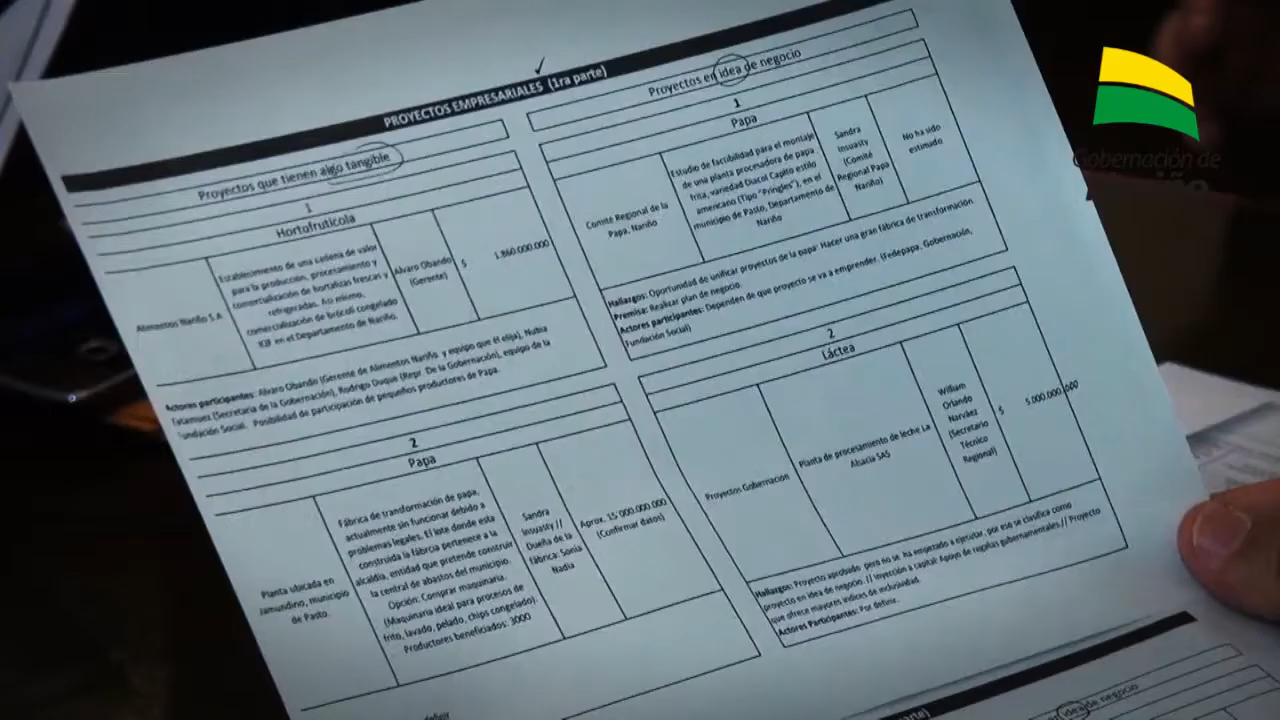 PROYECTOS EMPRESARIALES (1ra parte)
Proyectos que tienen algo tangible
1
Hortofrutícola
Alimentos Nariño S.A
Establecimiento de una cadena de valor
para la producción, procesamiento y
comercialización de hortalizas frescas y
refrigeradas. Asi mismo,
comercialización de brócoli congelado
IQF en el Departamento de Nariño.
Alvaro Obando
(Gerente)
$ 1.860.000.000
Actores participantes: Alvaro Obando (Gerente de Alimentos Nariño y equipo que él elija), Nubia
(Secretaria de la Gobernación), Rodrigo Duque (Repr. De la Gobernación), equipo de la
Fundación Social. Posibilidad de participación de pequeños productores de Papa.
2
Papa
Planta ubicada en
Jamundino, municipio
de Pasto.
Fábrica de transformación de papa,
actualmente sin funcionar debido a
problemas legales. El lote donde esta
construida la fábrcia pertenece a la
alcaldía, entidad que pretende construir
la central de abastos del municipio.
Opción: Comprar maquinaria.
(Maquinaria ideal para procesos de
frito, lavado, pelado, chips congelado).
Productores beneficiados: 3000
Sandra
Insuasty //
Dueña de la
fábrica: Sonia
Nadia
Aprox. 15´000.000.000
(Confirmar datos)
definir
Proyectos en idea de negocio
1
Papa
Comité Regional de la
Papa, Nariño
Estudio de factibilidad para el montaje
de una planta procesadora de papa
frita, variedad Diacol Capiro estilo
americano (Tipo "Pringles"), en el
municipio de Pasto, Departamento de
Nariño
Sandra
Insuasty
(Comité
Regional Papa
Nariño)
No ha sido
estimado
Hallazgos: Oportunidad de unificar proyectos de la papa: Hacer una gran fábrica de transformación
Premisa: Realizar plan de negocio.
Actores participantes: Dependen de que proyecto se va a emprender. (Fedepapa, Gobernación,
Fundación Social)
2
Láctea
Proyectos Gobernación
Planta de procesamiento de leche La
Abacia SAS
William
Orlando
Narváez
(Secretario
Técnico
Regional)
$ 5.000.000.000
Hallazgos: Proyecto aprobado pero no se ha empezado a ejecutar, por eso se clasifica como
proyecto en idea de negocio. // Inyección a capital: Apoyo de regalías gubernamentales // Proyecto
que ofrece mayores indices de inclusividad.
Actores Participantes: Por definir.
parte)
idea de negocio
Gobernación de
Nariño